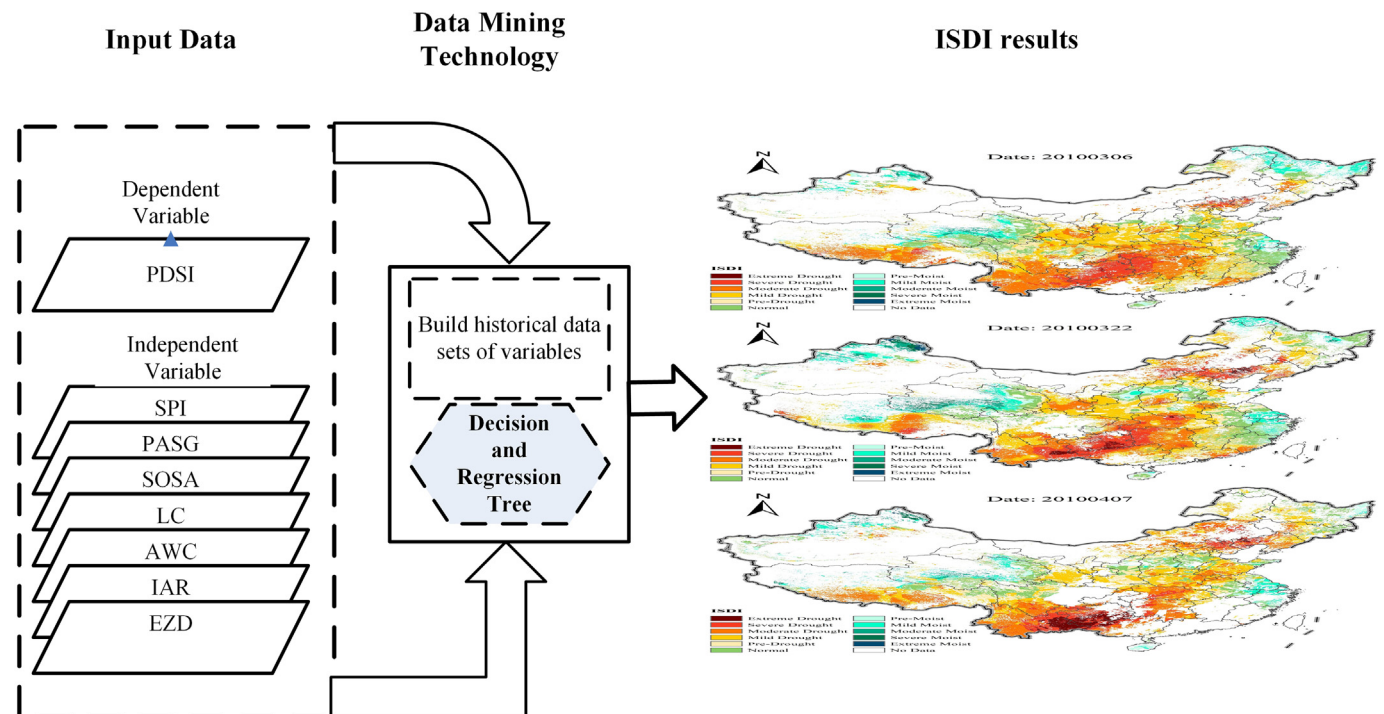 Input Data
Data Mining
Technology
ISDI results
Dependent
Variable
PDSI
Independent
Variable
SPI
PASG
SOSA
LC
AWC
IAR
EZD
Build historical data
sets of variables
Decision
and
Regression
Tree
N
Date: 20100306
ISDI
Extreme Drought
Severe Drought
Moderate Drought
Mild Drought
Pre-Drought
Normal
Pre-Moist
Mild Moist
Moderate Moist
Severe Moist
Extreme Moist
No Data
N
Date: 20100322
ISDI
Extreme Drought
Severe Drought
Moderate Drought
Mild Drought
Pre-Drought
Normal
Pre-Moist
Mild Moist
Moderate Moist
Severe Moist
Extreme Moist
No Data
N
Date: 20100407
ISDI
Extreme Drought
Severe Drought
Moderate Drought
Mild Drought
Pre-Drought
Normal
Pre-Moist
Mild Moist
Moderate Moist
Severe Moist
Extreme Moist
No Data